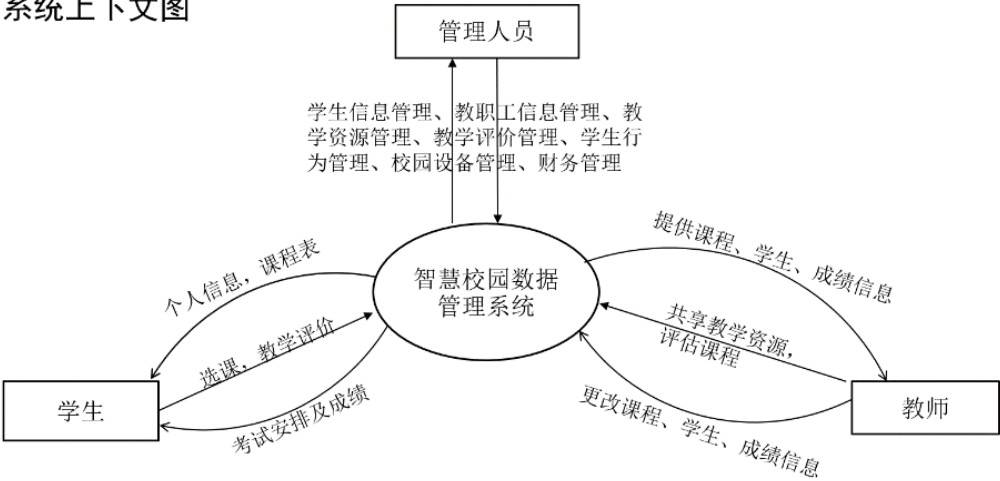 系统上下文图
管理人员
学生信息管理、教职工信息管理、教
学资源管理、教学评价管理、学生行
为管理、校园设备管理、财务管理
提供课程、学生、成绩信息
个人信息，课程表
智慧校园数据
管理系统
共享教学资源，
评估课程
选课，教学评价
学生
教师
考试安排及成绩
更改课程、学生、成绩信息